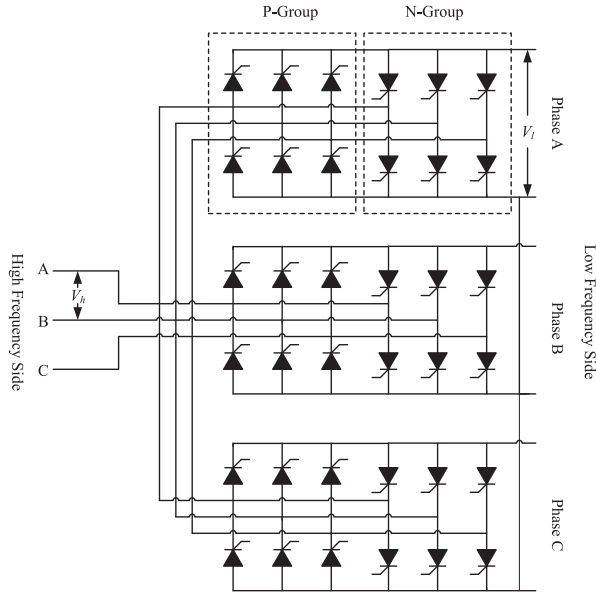 P-Group
N-Group
V_l
Phase A
High Frequency Side
A
V_h
B
C
Phase B
Low Frequency Side
Phase C